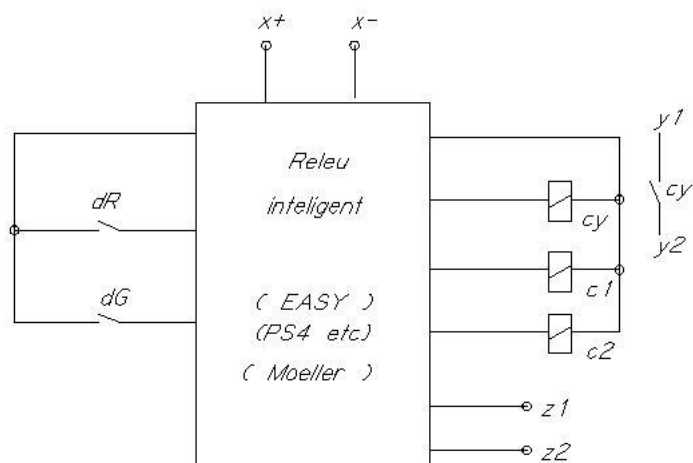 x+
x-
Releu
inteligent
( EASY )
(PS4 etc)
( Moeller )
dR
dG
cy
c1
c2
y1
cy
y2
z1
z2